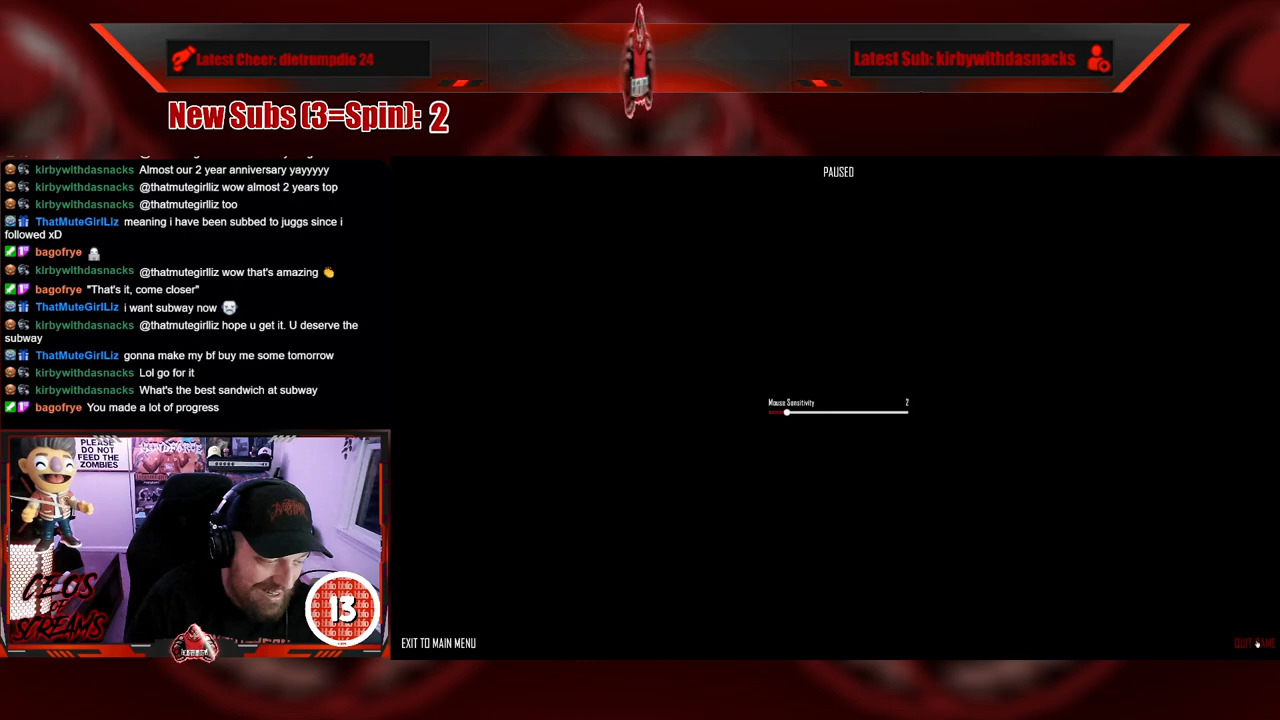 Latest Cheer: dietrumpdie 24
Latest Sub: kirbywithdasnacks
New Subs (3=Spin): 2
kirbywithdasnacks Almost our 2 year anniversary yayyyyy
kirbywithdasnacks @thatmutegirlliz wow almost 2 years top
kirbywithdasnacks @thatmutegirlliz too
ThatMuteGirlLiz meaning i have been subbed to juggs since i
followed xD
bagofrye
kirbywithdasnacks @thatmutegirlliz wow that's amazing 👏
bagofrye "That's it, come closer"
ThatMuteGirlLiz i want subway now
kirbywithdasnacks @thatmutegirlliz hope u get it. U deserve the
subway
ThatMuteGirlLiz gonna make my bf buy me some tomorrow
kirbywithdasnacks Lol go for it
kirbywithdasnacks What's the best sandwich at subway
bagofrye You made a lot of progress
PAUSED
Mouse Sensitivity 2
EXIT TO MAIN MENU
QUIT GAME
PLEASE
DO NOT
FEED THE
ZOMBIES
CEO'S
OF
SCREAMS
13